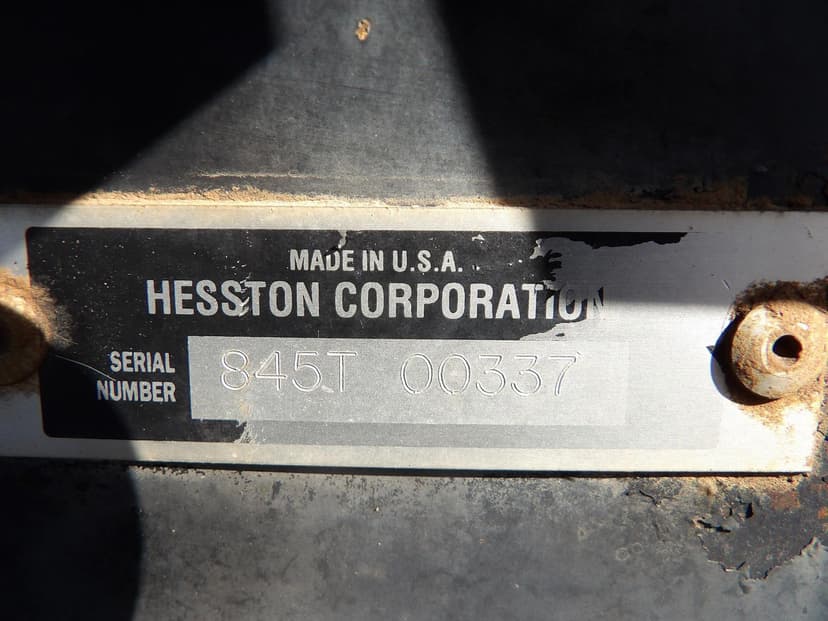 MADE IN U.S.A.
HESSTON CORPORATION
SERIAL
NUMBER
845T 00337